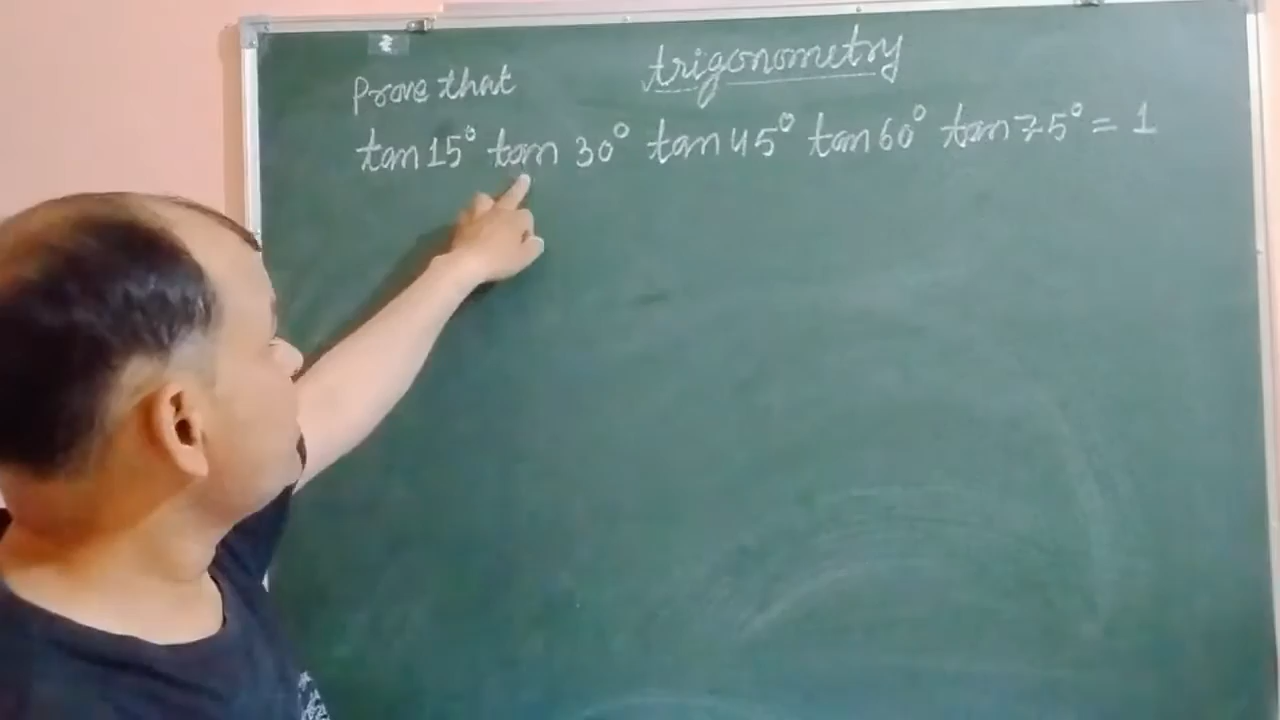 trigonometry
Prove that
tan 15° tan 30° tan 45° tan 60° tan 75° = 1